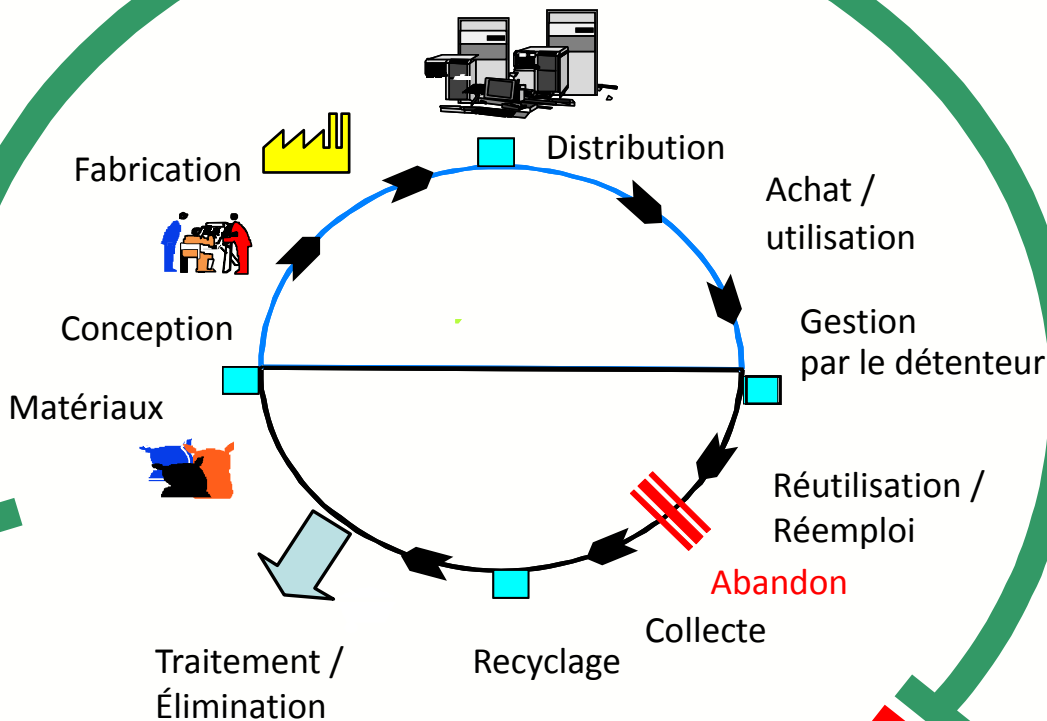 Distribution
Fabrication
Achat /
utilisation
Conception
Gestion
par le détenteur
Matériaux
Réutilisation /
Réemploi
Abandon
Collecte
Recyclage
Traitement /
Élimination